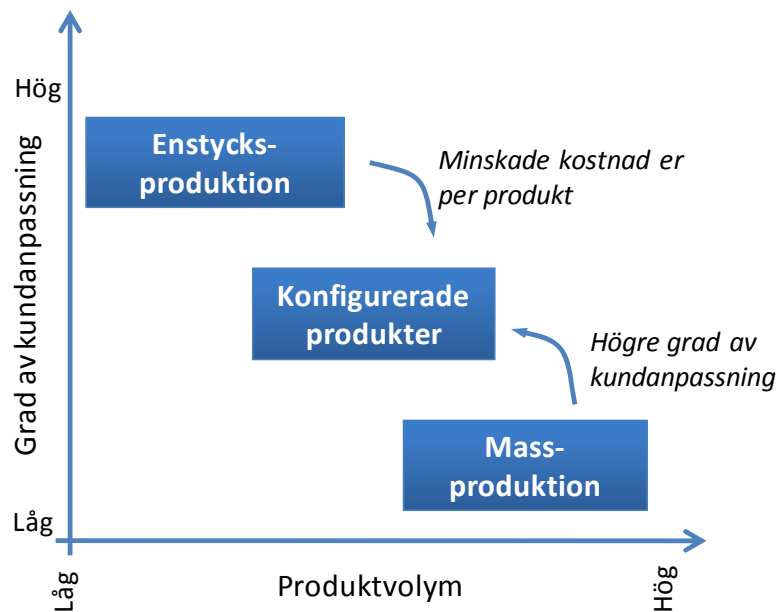 Hög
Grad av kundanpassning
Enstycks-
produktion
Minskade kostnad er
per produkt
Konfigurerade
produkter
Högre grad av
kundanpassning
Mass-
produktion
Låg
Låg
Produktvolym
Hög